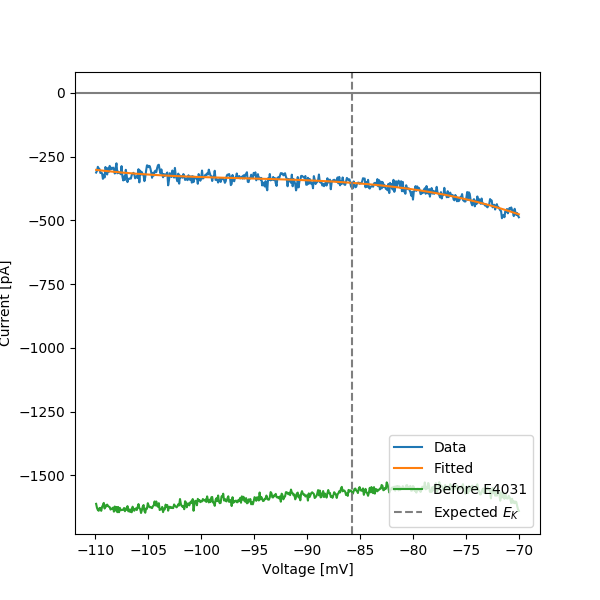 0
−250
−500
−750
−1000
−1250
−1500
Current [pA]
−110
−105
−100
−95
−90
−85
−80
−75
−70
Voltage [mV]
Data
Fitted
Before E4031
Expected E_K